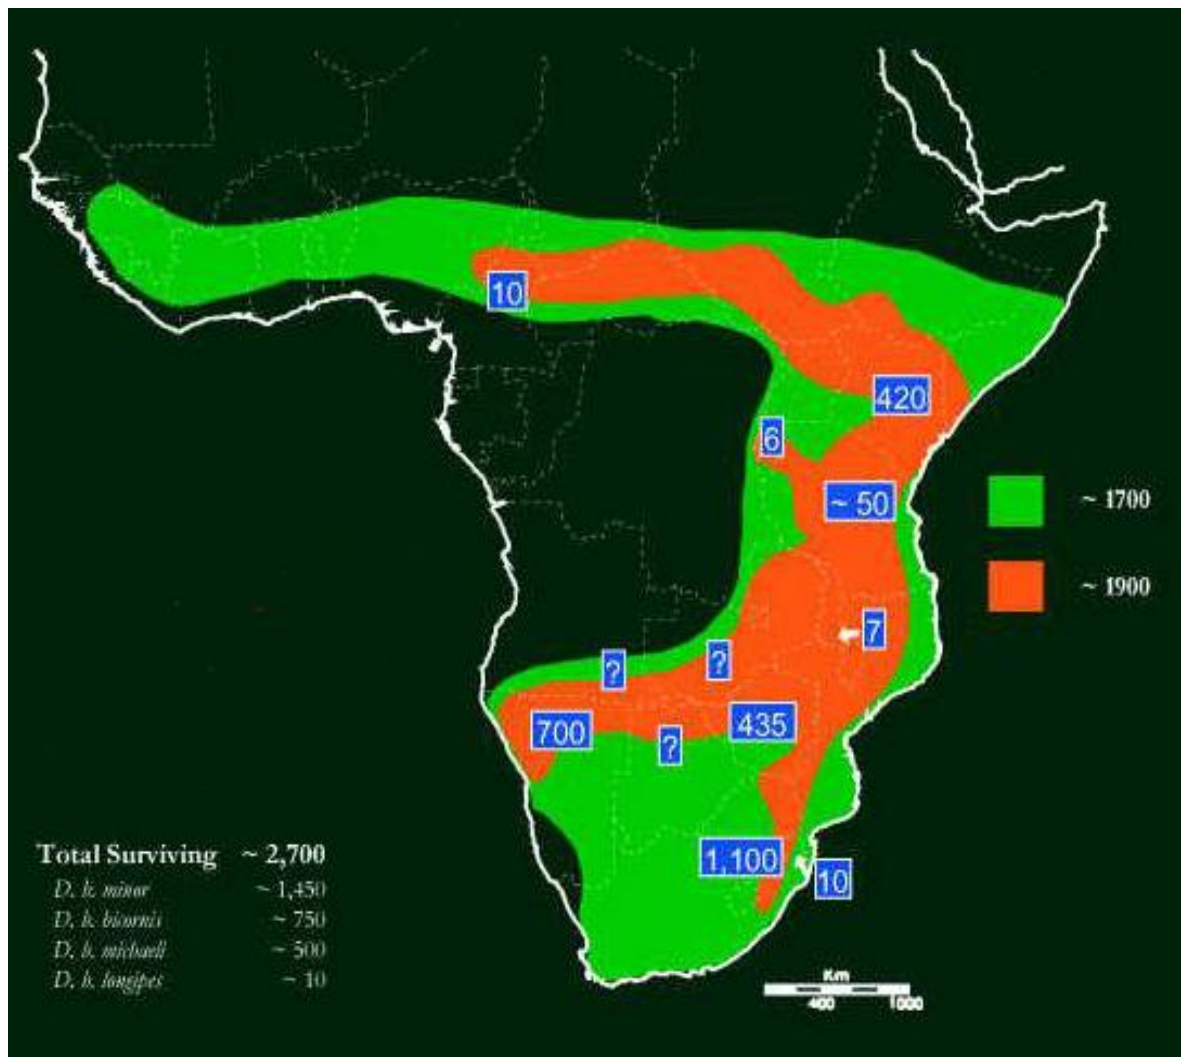 10
420
6
~ 50
~ 1700
~ 1900
7
?
?
700
435
?
1,100
10
Total Surviving ~ 2,700
D. b. minor ~ 1,450
D. b. bicornis ~ 750
D. b. michaeli ~ 500
D. b. longipes ~ 10
Km
400 1000